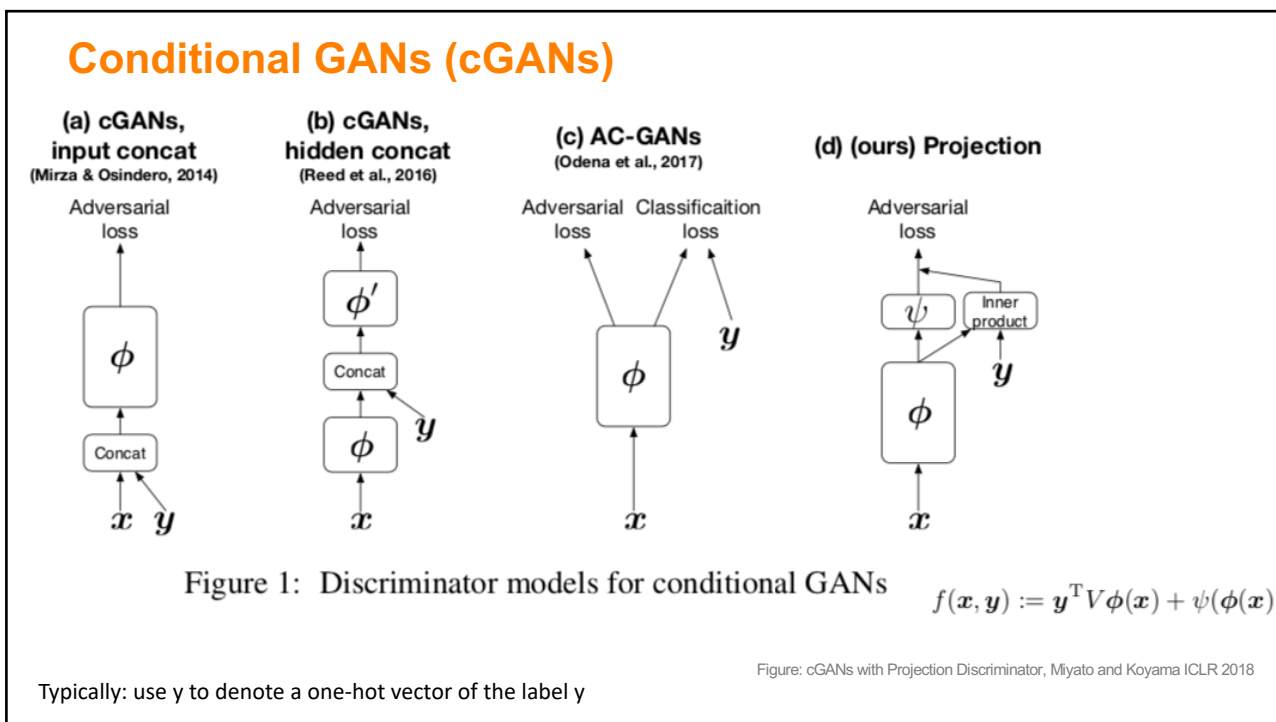 Conditional GANs (cGANs)
(a) cGANs,
input concat
(Mirza & Osindero, 2014)
Adversarial
loss
ϕ
Concat
x y
(b) cGANs,
hidden concat
(Reed et al., 2016)
Adversarial
loss
ϕ'
Concat
y
ϕ
x
(c) AC-GANs
(Odena et al., 2017)
Adversarial Classificaition
loss loss
y
ϕ
x
(d) (ours) Projection
Adversarial
loss
ψ
Inner
product
y
ϕ
x
Figure 1: Discriminator models for conditional GANs
f(x, y) := yᵀVϕ(x) + ψ(ϕ(x)
Figure: cGANs with Projection Discriminator, Miyato and Koyama ICLR 2018
Typically: use y to denote a one-hot vector of the label y